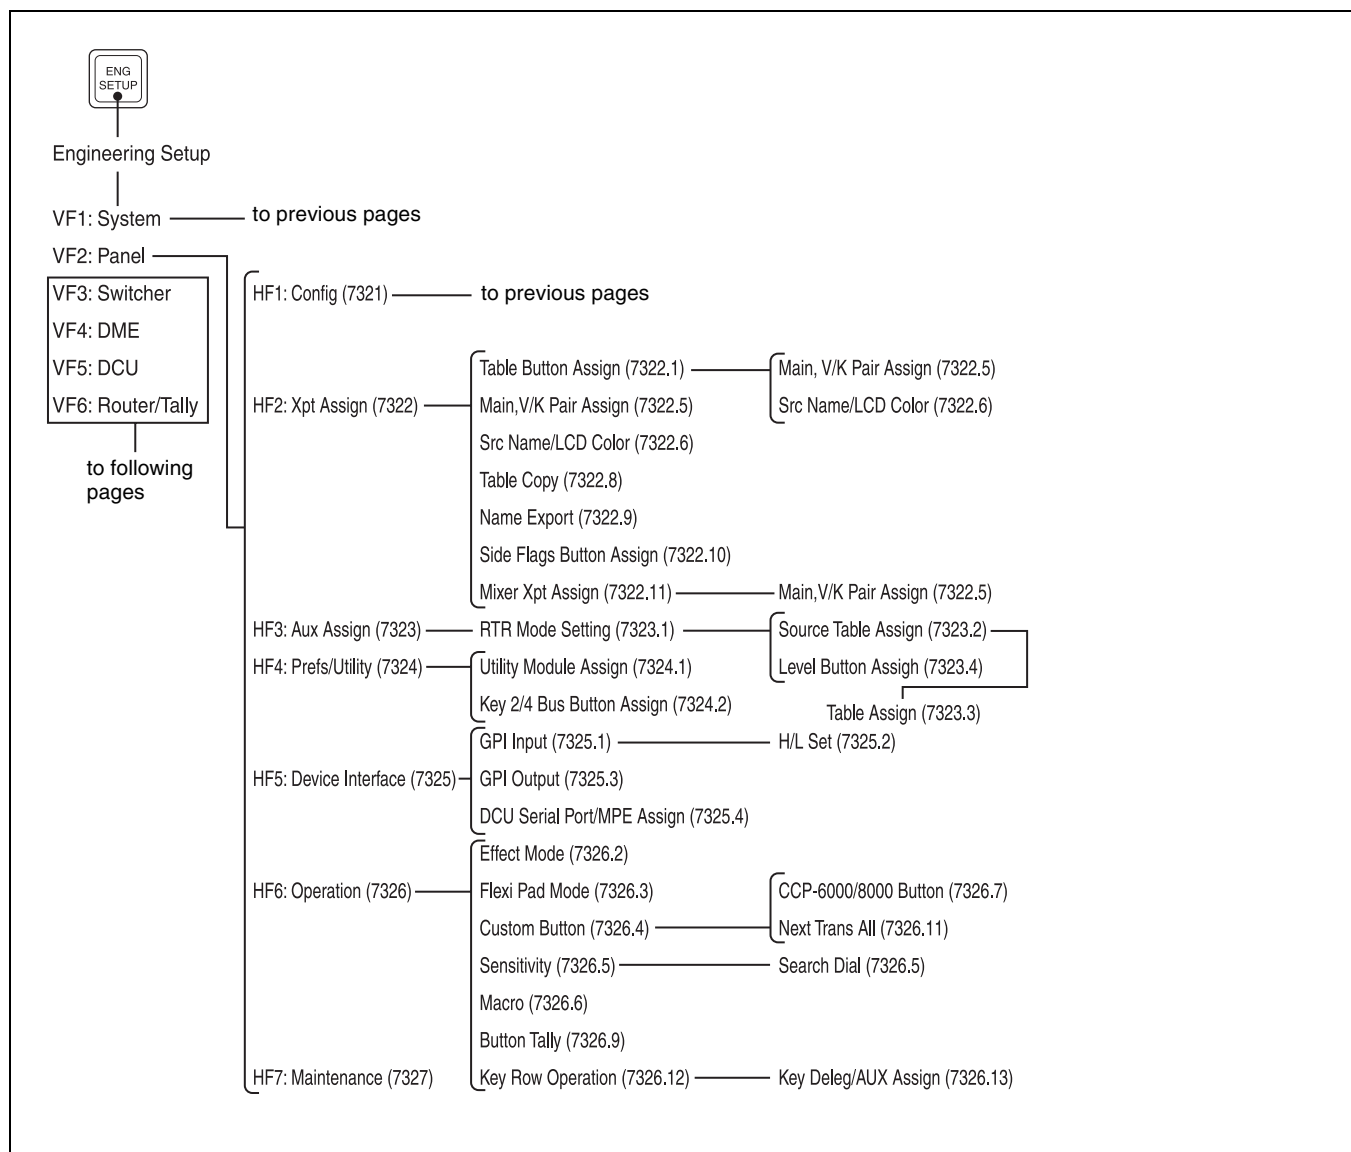 ENG
SETUP
Engineering Setup
VF1: System
to previous pages
VF2: Panel
VF3: Switcher
VF4: DME
VF5: DCU
VF6: Router/Tally
to following
pages
HF1: Config (7321)
to previous pages
HF2: Xpt Assign (7322)
Table Button Assign (7322.1)
Main, V/K Pair Assign (7322.5)
Src Name/LCD Color (7322.6)
Main,V/K Pair Assign (7322.5)
Src Name/LCD Color (7322.6)
Table Copy (7322.8)
Name Export (7322.9)
Side Flags Button Assign (7322.10)
Mixer Xpt Assign (7322.11)
Main,V/K Pair Assign (7322.5)
HF3: Aux Assign (7323)
RTR Mode Setting (7323.1)
Source Table Assign (7323.2)
Level Button Assigh (7323.4)
Table Assign (7323.3)
HF4: Prefs/Utility (7324)
Utility Module Assign (7324.1)
Key 2/4 Bus Button Assign (7324.2)
HF5: Device Interface (7325)
GPI Input (7325.1)
H/L Set (7325.2)
GPI Output (7325.3)
DCU Serial Port/MPE Assign (7325.4)
HF6: Operation (7326)
Effect Mode (7326.2)
Flexi Pad Mode (7326.3)
Custom Button (7326.4)
CCP-6000/8000 Button (7326.7)
Next Trans All (7326.11)
Sensitivity (7326.5)
Search Dial (7326.5)
Macro (7326.6)
Button Tally (7326.9)
Key Row Operation (7326.12)
Key Deleg/AUX Assign (7326.13)
HF7: Maintenance (7327)